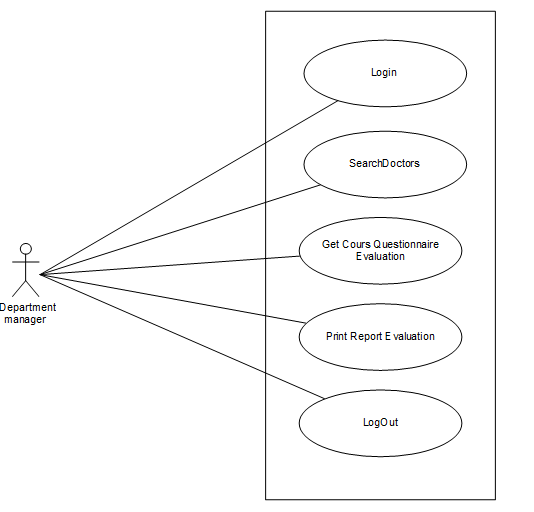 Login
SearchDoctors
Get Cours Questionnaire
Evaluation
Department
manager
Print Report Evaluation
LogOut